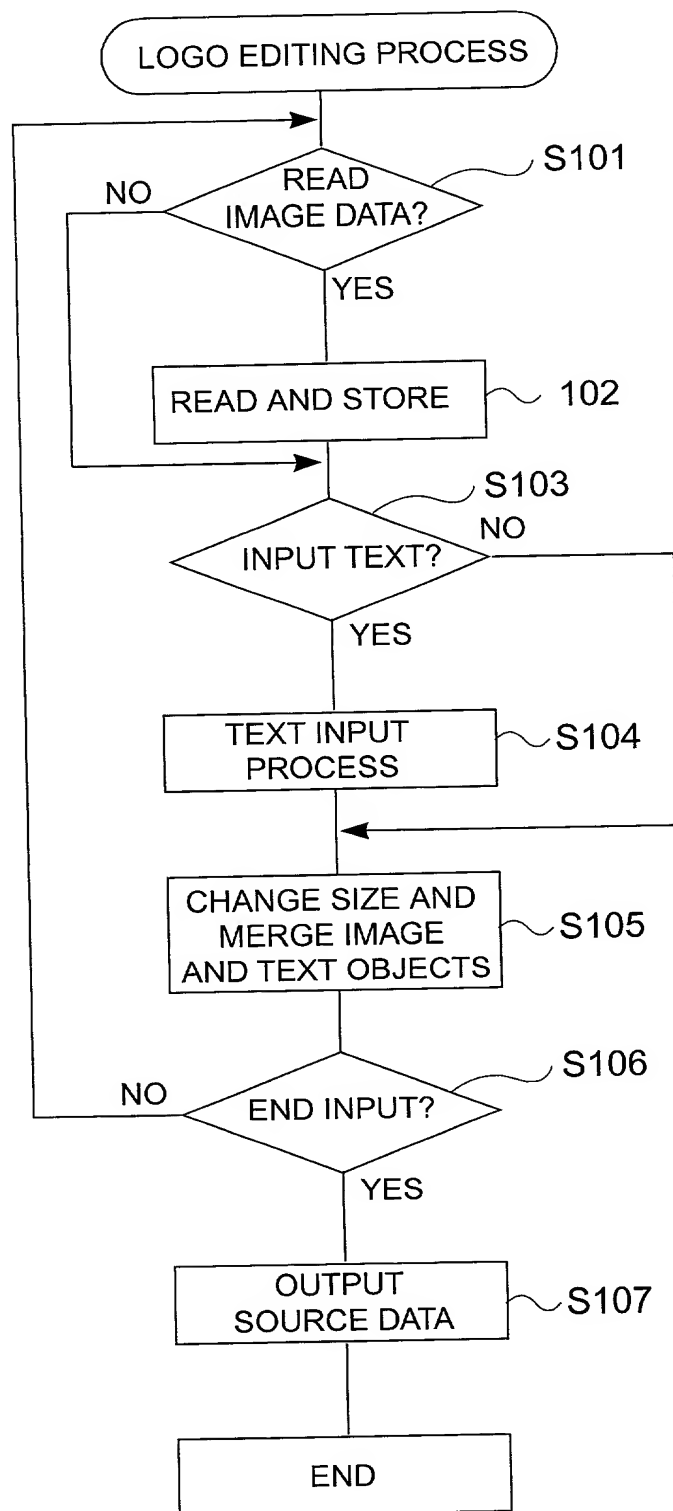 LOGO EDITING PROCESS
S101
NO
READ
IMAGE DATA?
YES
READ AND STORE
102
S103
NO
INPUT TEXT?
YES
TEXT INPUT
PROCESS
S104
CHANGE SIZE AND
MERGE IMAGE
AND TEXT OBJECTS
S105
S106
NO
END INPUT?
YES
OUTPUT
SOURCE DATA
S107
END